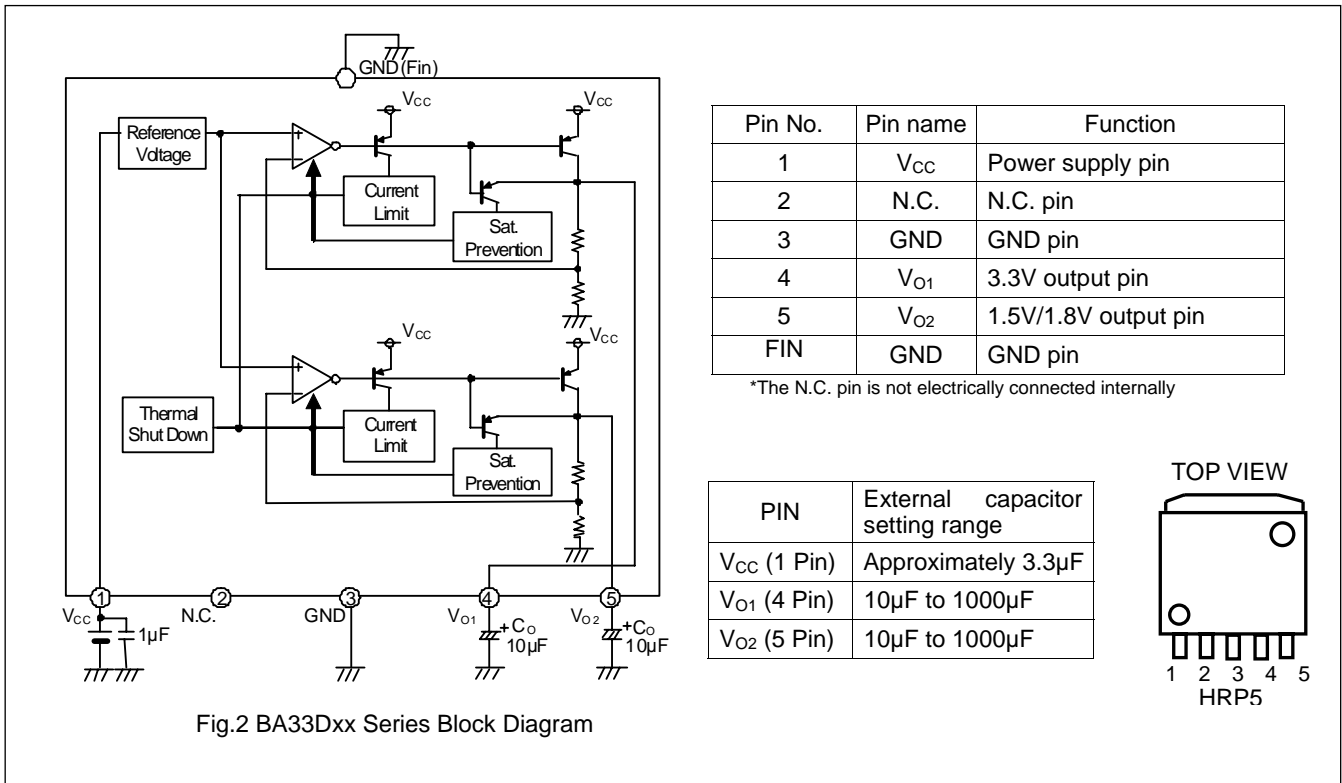 GND (Fin)
VCC
VCC
Reference
Voltage
+
−
Current
Limit
Sat.
Prevention
VCC
VCC
+
−
Thermal
Shut Down
Current
Limit
Sat.
Prevention
1
2
3
4
5
VCC
N.C.
GND
VO1
VO2
1µF
+CO
10µF
+CO
10µF
Fig.2 BA33Dxx Series Block Diagram
Pin No. Pin name Function
1 VCC Power supply pin
2 N.C. N.C. pin
3 GND GND pin
4 VO1 3.3V output pin
5 VO2 1.5V/1.8V output pin
FIN GND GND pin
*The N.C. pin is not electrically connected internally
PIN External capacitor
setting range
VCC (1 Pin) Approximately 3.3µF
VO1 (4 Pin) 10µF to 1000µF
VO2 (5 Pin) 10µF to 1000µF
TOP VIEW
1 2 3 4 5
HRP5